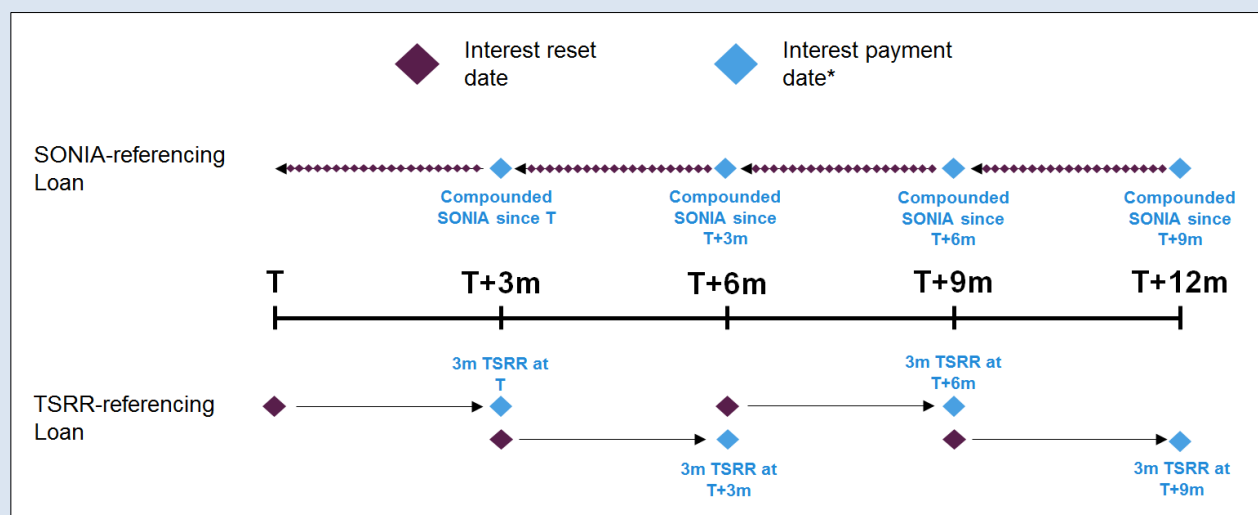 Interest reset
date
Interest payment
date*
SONIA-referencing
Loan
Compounded
SONIA since T
Compounded
SONIA since
T+3m
Compounded
SONIA since
T+6m
Compounded
SONIA since
T+9m
T
T+3m
T+6m
T+9m
T+12m
TSRR-referencing
Loan
3m TSRR at
T
3m TSRR at
T+3m
3m TSRR at
T+6m
3m TSRR at
T+9m